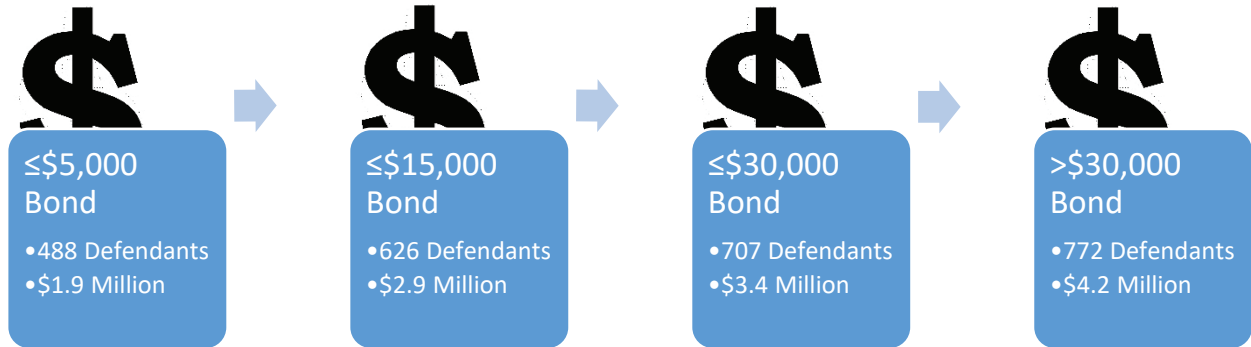 ≤$5,000
Bond
•488 Defendants
•$1.9 Million
≤$15,000
Bond
•626 Defendants
•$2.9 Million
≤$30,000
Bond
•707 Defendants
•$3.4 Million
>$30,000
Bond
•772 Defendants
•$4.2 Million